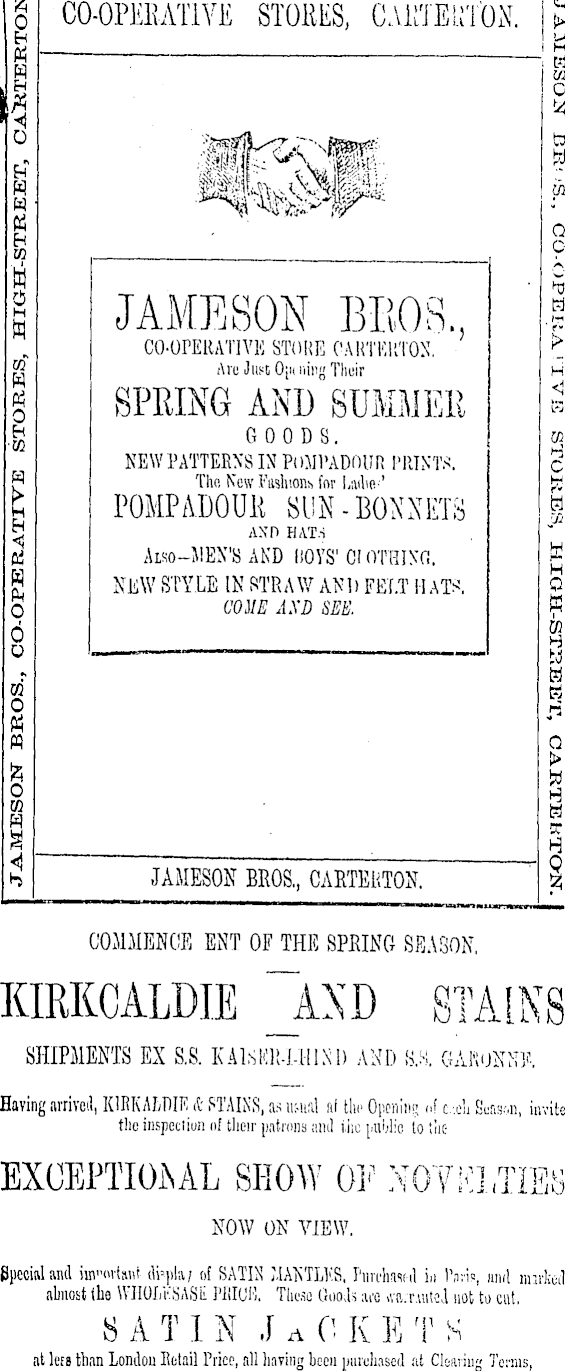 CO-OPERATIVE STORES, CARTERTON.
JAMESON BROS., CO-OPERATIVE STORES, HIGH-STREET, CARTERTON
JAMESON BROS., CO-OPERATIVE STORES, HIGH-STREET, CARTERTON.
JAMESON BROS.,
CO-OPERATIVE STORE CARTERTON.
Are Just Opening Their
SPRING AND SUMMER
GOODS.
NEW PATTERNS IN POMPADOUR PRINTS.
The New Fashions for Ladies'
POMPADOUR SUN-BONNETS
AND HATS
ALSO—MEN'S AND BOYS' CLOTHING.
NEW STYLE IN STRAW AND FELT HATS.
COME AND SEE.
JAMESON BROS., CARTERTON.
COMMENCE ENT OF THE SPRING SEASON.
KIRKCALDIE AND STAINS
SHIPMENTS EX S.S. KAISER-I-HIND AND S.S. GARONNE.
Having arrived, KIRKALDIE & STAINS, as usual at the Opening of each Season, invite
the inspection of their patrons and the public to the
EXCEPTIONAL SHOW OF NOVELTIES
NOW ON VIEW.
Special and important display of SATIN MANTLES, Purchased in Paris, and marked
almost the WHOLESASE PRICE. These Goods are warranted not to cut.
SATIN JACKETS
at less than London Retail Price, all having been purchased at Clearing Terms,